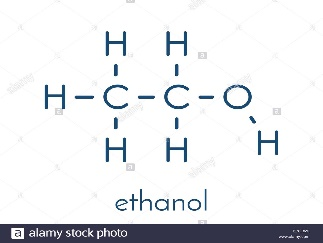 H H
H C C O
H H H
ethanol
alamy stock photo